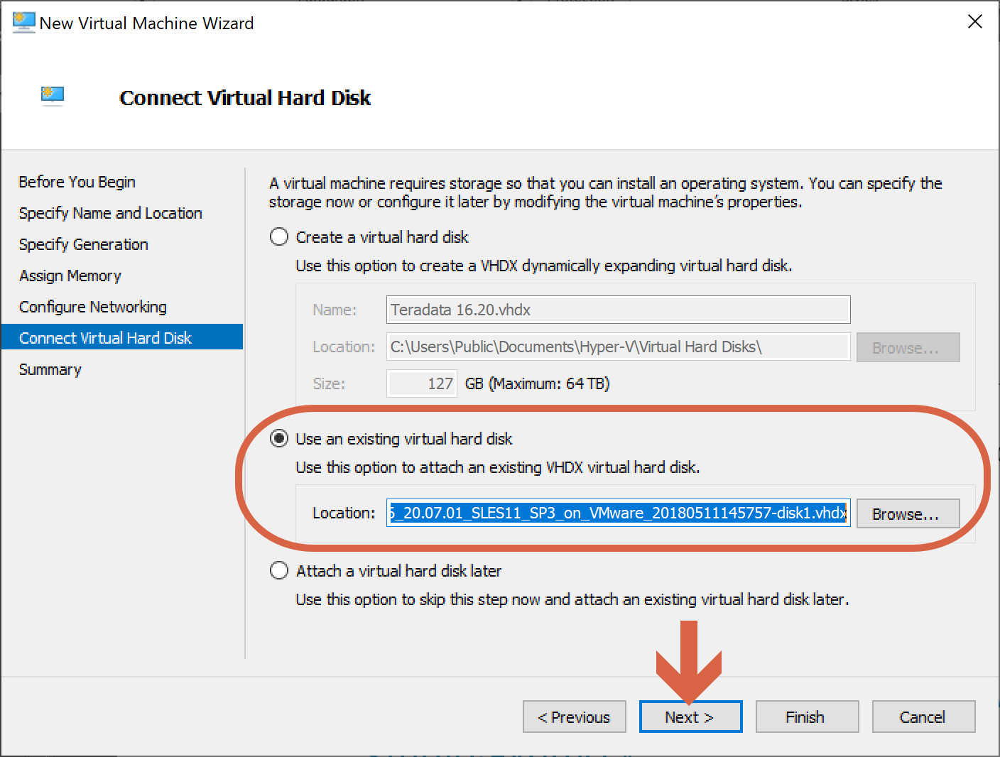 New Virtual Machine Wizard
Connect Virtual Hard Disk
Before You Begin
Specify Name and Location
Specify Generation
Assign Memory
Configure Networking
Connect Virtual Hard Disk
Summary
A virtual machine requires storage so that you can install an operating system. You can specify the
storage now or configure it later by modifying the virtual machine's properties.
Create a virtual hard disk
Use this option to create a VHDX dynamically expanding virtual hard disk.
Name: Teradata 16.20.vhdx
Location: C:\Users\Public\Documents\Hyper-V\Virtual Hard Disks\ Browse...
Size: 127 GB (Maximum: 64 TB)
Use an existing virtual hard disk
Use this option to attach an existing VHDX virtual hard disk.
Location: _20.07.01_SLES11_SP3_on_VMware_20180511145757-disk1.vhdx Browse...
Attach a virtual hard disk later
Use this option to skip this step now and attach an existing virtual hard disk later.
< Previous Next > Finish Cancel